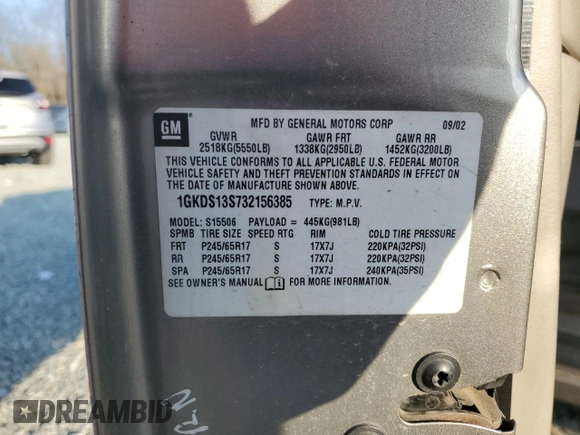 GM
MFD BY GENERAL MOTORS CORP 09/02
GVWR GAWR FRT GAWR RR
2518KG(5550LB) 1338KG(2950LB) 1452KG(3200LB)
THIS VEHICLE CONFORMS TO ALL APPLICABLE U.S. FEDERAL MOTOR
VEHICLE SAFETY AND THEFT PREVENTION STANDARDS IN EFFECT
ON THE DATE OF MANUFACTURE SHOWN ABOVE.
1GKDS13S732156385 TYPE: M.P.V.
MODEL: S15506 PAYLOAD = 445KG(981LB)
SPMB TIRE SIZE SPEED RTG RIM COLD TIRE PRESSURE
FRT P245/65R17 S 17X7J 220KPA(32PSI)
RR P245/65R17 S 17X7J 220KPA(32PSI)
SPA P245/65R17 S 17X7J 240KPA(35PSI)
SEE OWNER'S MANUAL FOR MORE INFORMATION.
DREAMBID